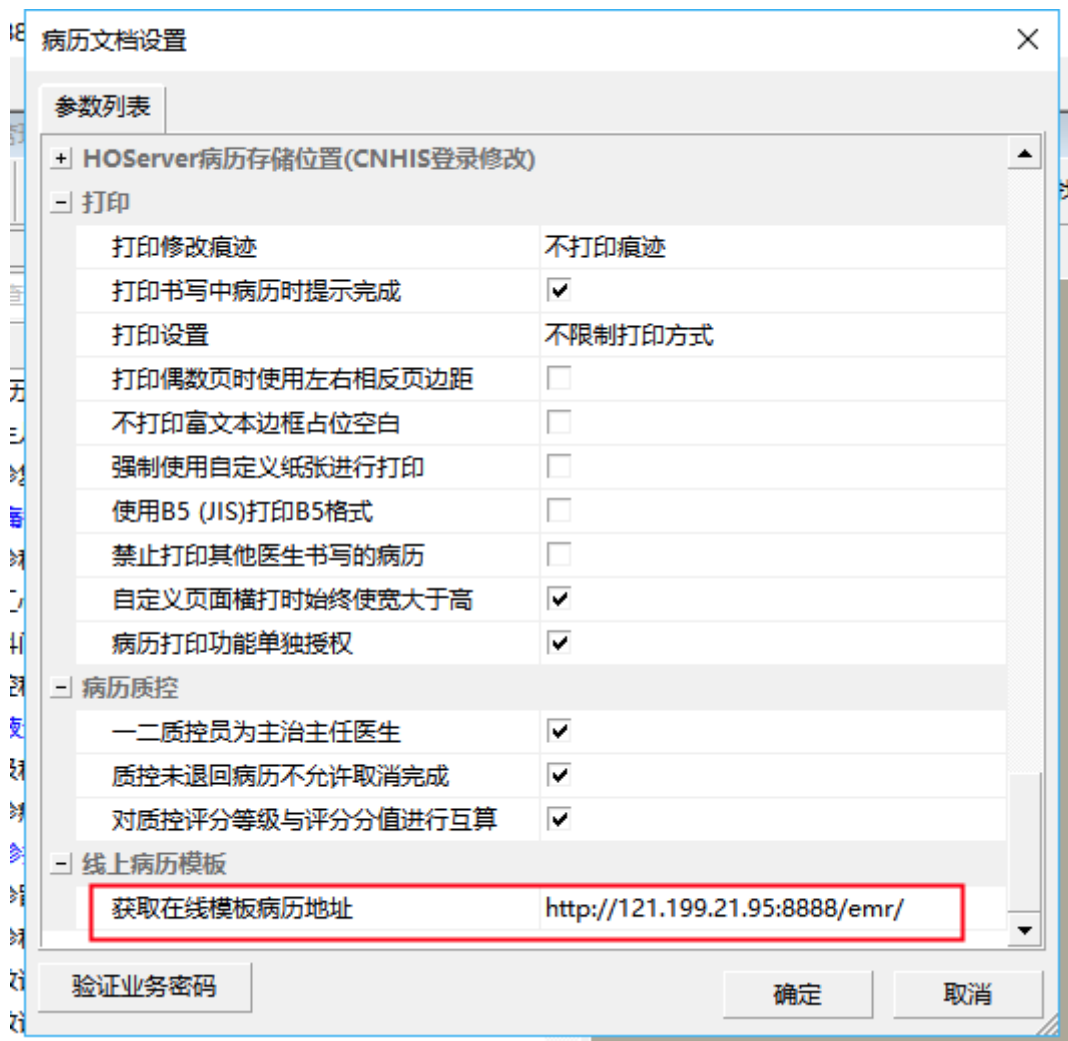 病历文档设置
参数列表
HOServer病历存储位置(CNHIS登录修改)
打印
打印修改痕迹 不打印痕迹
打印书写中病历时提示完成
打印设置 不限制打印方式
打印偶数页时使用左右相反页边距
不打印富文本边框占位空白
强制使用自定义纸张进行打印
使用B5 (JIS)打印B5格式
禁止打印其他医生书写的病历
自定义页面横打时始终使宽大于高
病历打印功能单独授权
病历质控
一二质控员为主治主任医生
质控未退回病历不允许取消完成
对质控评分等级与评分分值进行互算
线上病历模板
获取在线模板病历地址 http://121.199.21.95:8888/emr/
验证业务密码 确定 取消